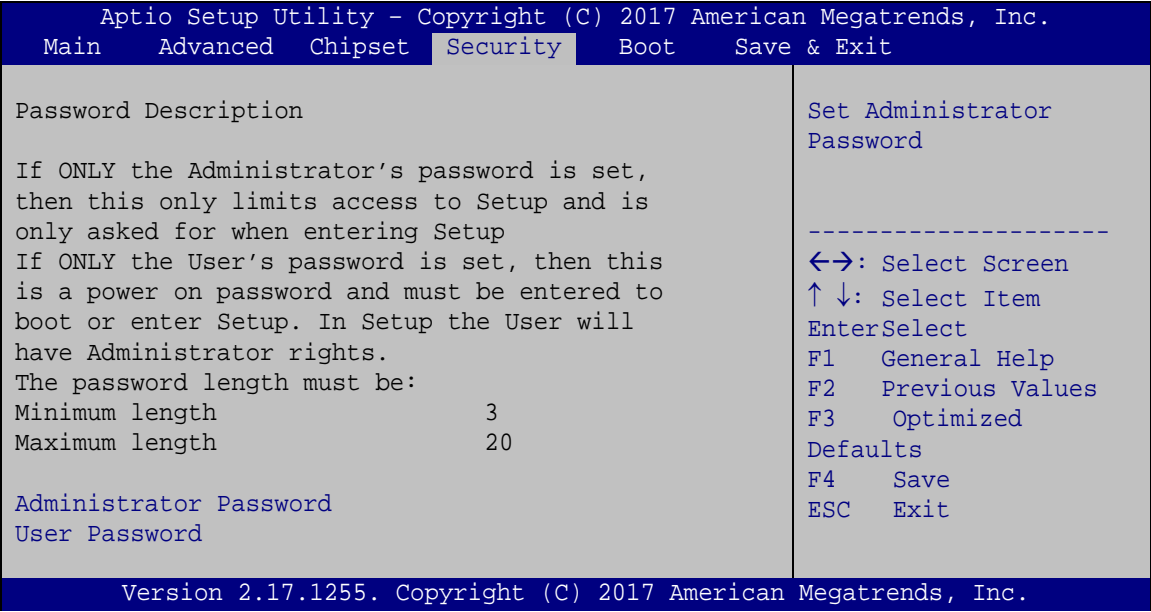 Aptio Setup Utility – Copyright (C) 2017 American Megatrends, Inc.
Main Advanced Chipset Security Boot Save & Exit
Password Description
If ONLY the Administrator’s password is set,
then this only limits access to Setup and is
only asked for when entering Setup
If ONLY the User’s password is set, then this
is a power on password and must be entered to
boot or enter Setup. In Setup the User will
have Administrator rights.
The password length must be:
Minimum length 3
Maximum length 20
Administrator Password
User Password
Set Administrator
Password
---------------------
←→: Select Screen
↑ ↓: Select Item
EnterSelect
F1 General Help
F2 Previous Values
F3 Optimized
Defaults
F4 Save
ESC Exit
Version 2.17.1255. Copyright (C) 2017 American Megatrends, Inc.